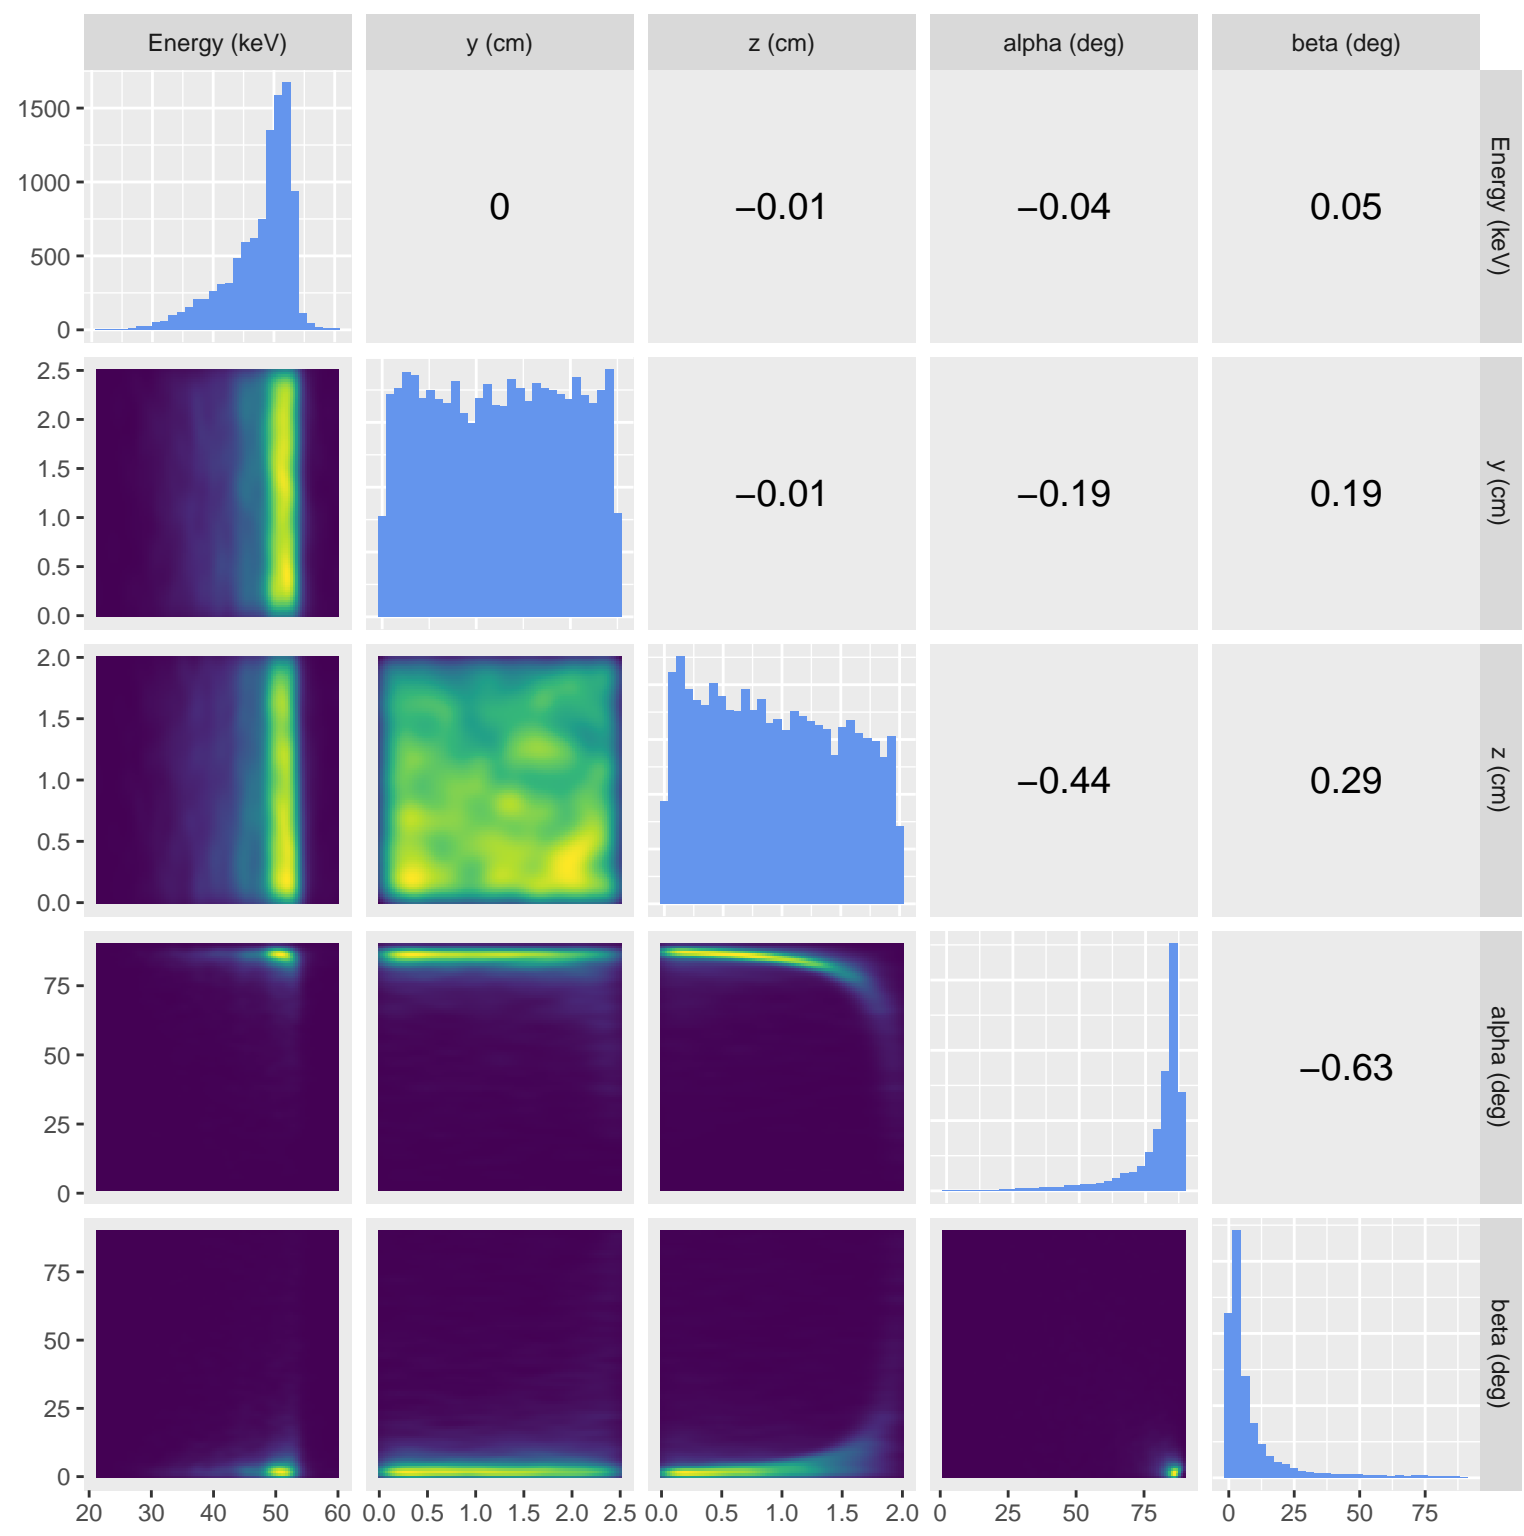 Energy (keV) y (cm) z (cm) alpha (deg) beta (deg)
1500
1000
500
0
0 −0.01 −0.04 0.05
Energy (keV)
2.5
2.0
1.5
1.0
0.5
0.0
−0.01 −0.19 0.19
y (cm)
2.0
1.5
1.0
0.5
0.0
−0.44 0.29
z (cm)
75
50
25
0
−0.63
alpha (deg)
75
50
25
0
beta (deg)
20 30 40 50 60 0.0 0.5 1.0 1.5 2.0 2.5 0.0 0.5 1.0 1.5 2.0 0 25 50 75 0 25 50 75